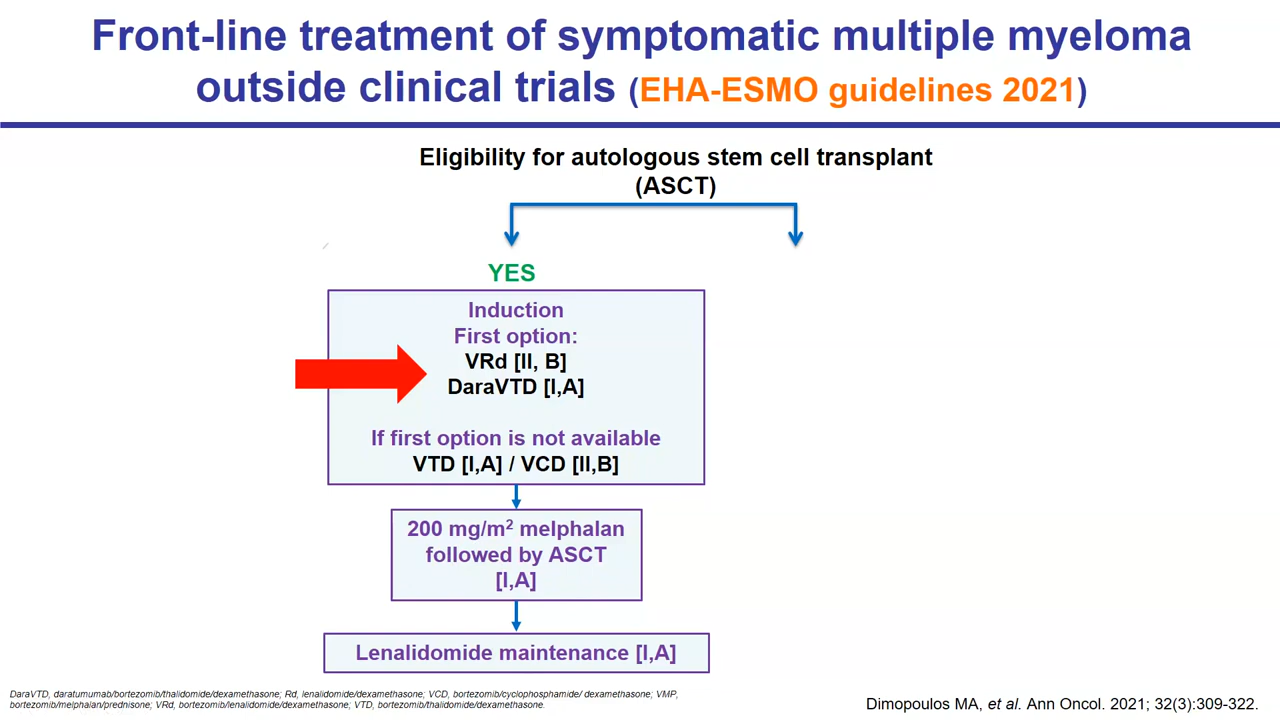 Front-line treatment of symptomatic multiple myeloma
outside clinical trials (EHA-ESMO guidelines 2021)
Eligibility for autologous stem cell transplant
(ASCT)
YES
Induction
First option:
VRd [II, B]
DaraVTD [I,A]
If first option is not available
VTD [I,A] / VCD [II,B]
200 mg/m² melphalan
followed by ASCT
[I,A]
Lenalidomide maintenance [I,A]
DaraVTD, daratumumab/bortezomib/thalidomide/dexamethasone; Rd, lenalidomide/dexamethasone; VCD, bortezomib/cyclophosphamide/ dexamethasone; VMP,
bortezomib/melphalan/prednisone; VRd, bortezomib/lenalidomide/dexamethasone; VTD, bortezomib/thalidomide/dexamethasone.
Dimopoulos MA, et al. Ann Oncol. 2021; 32(3):309-322.